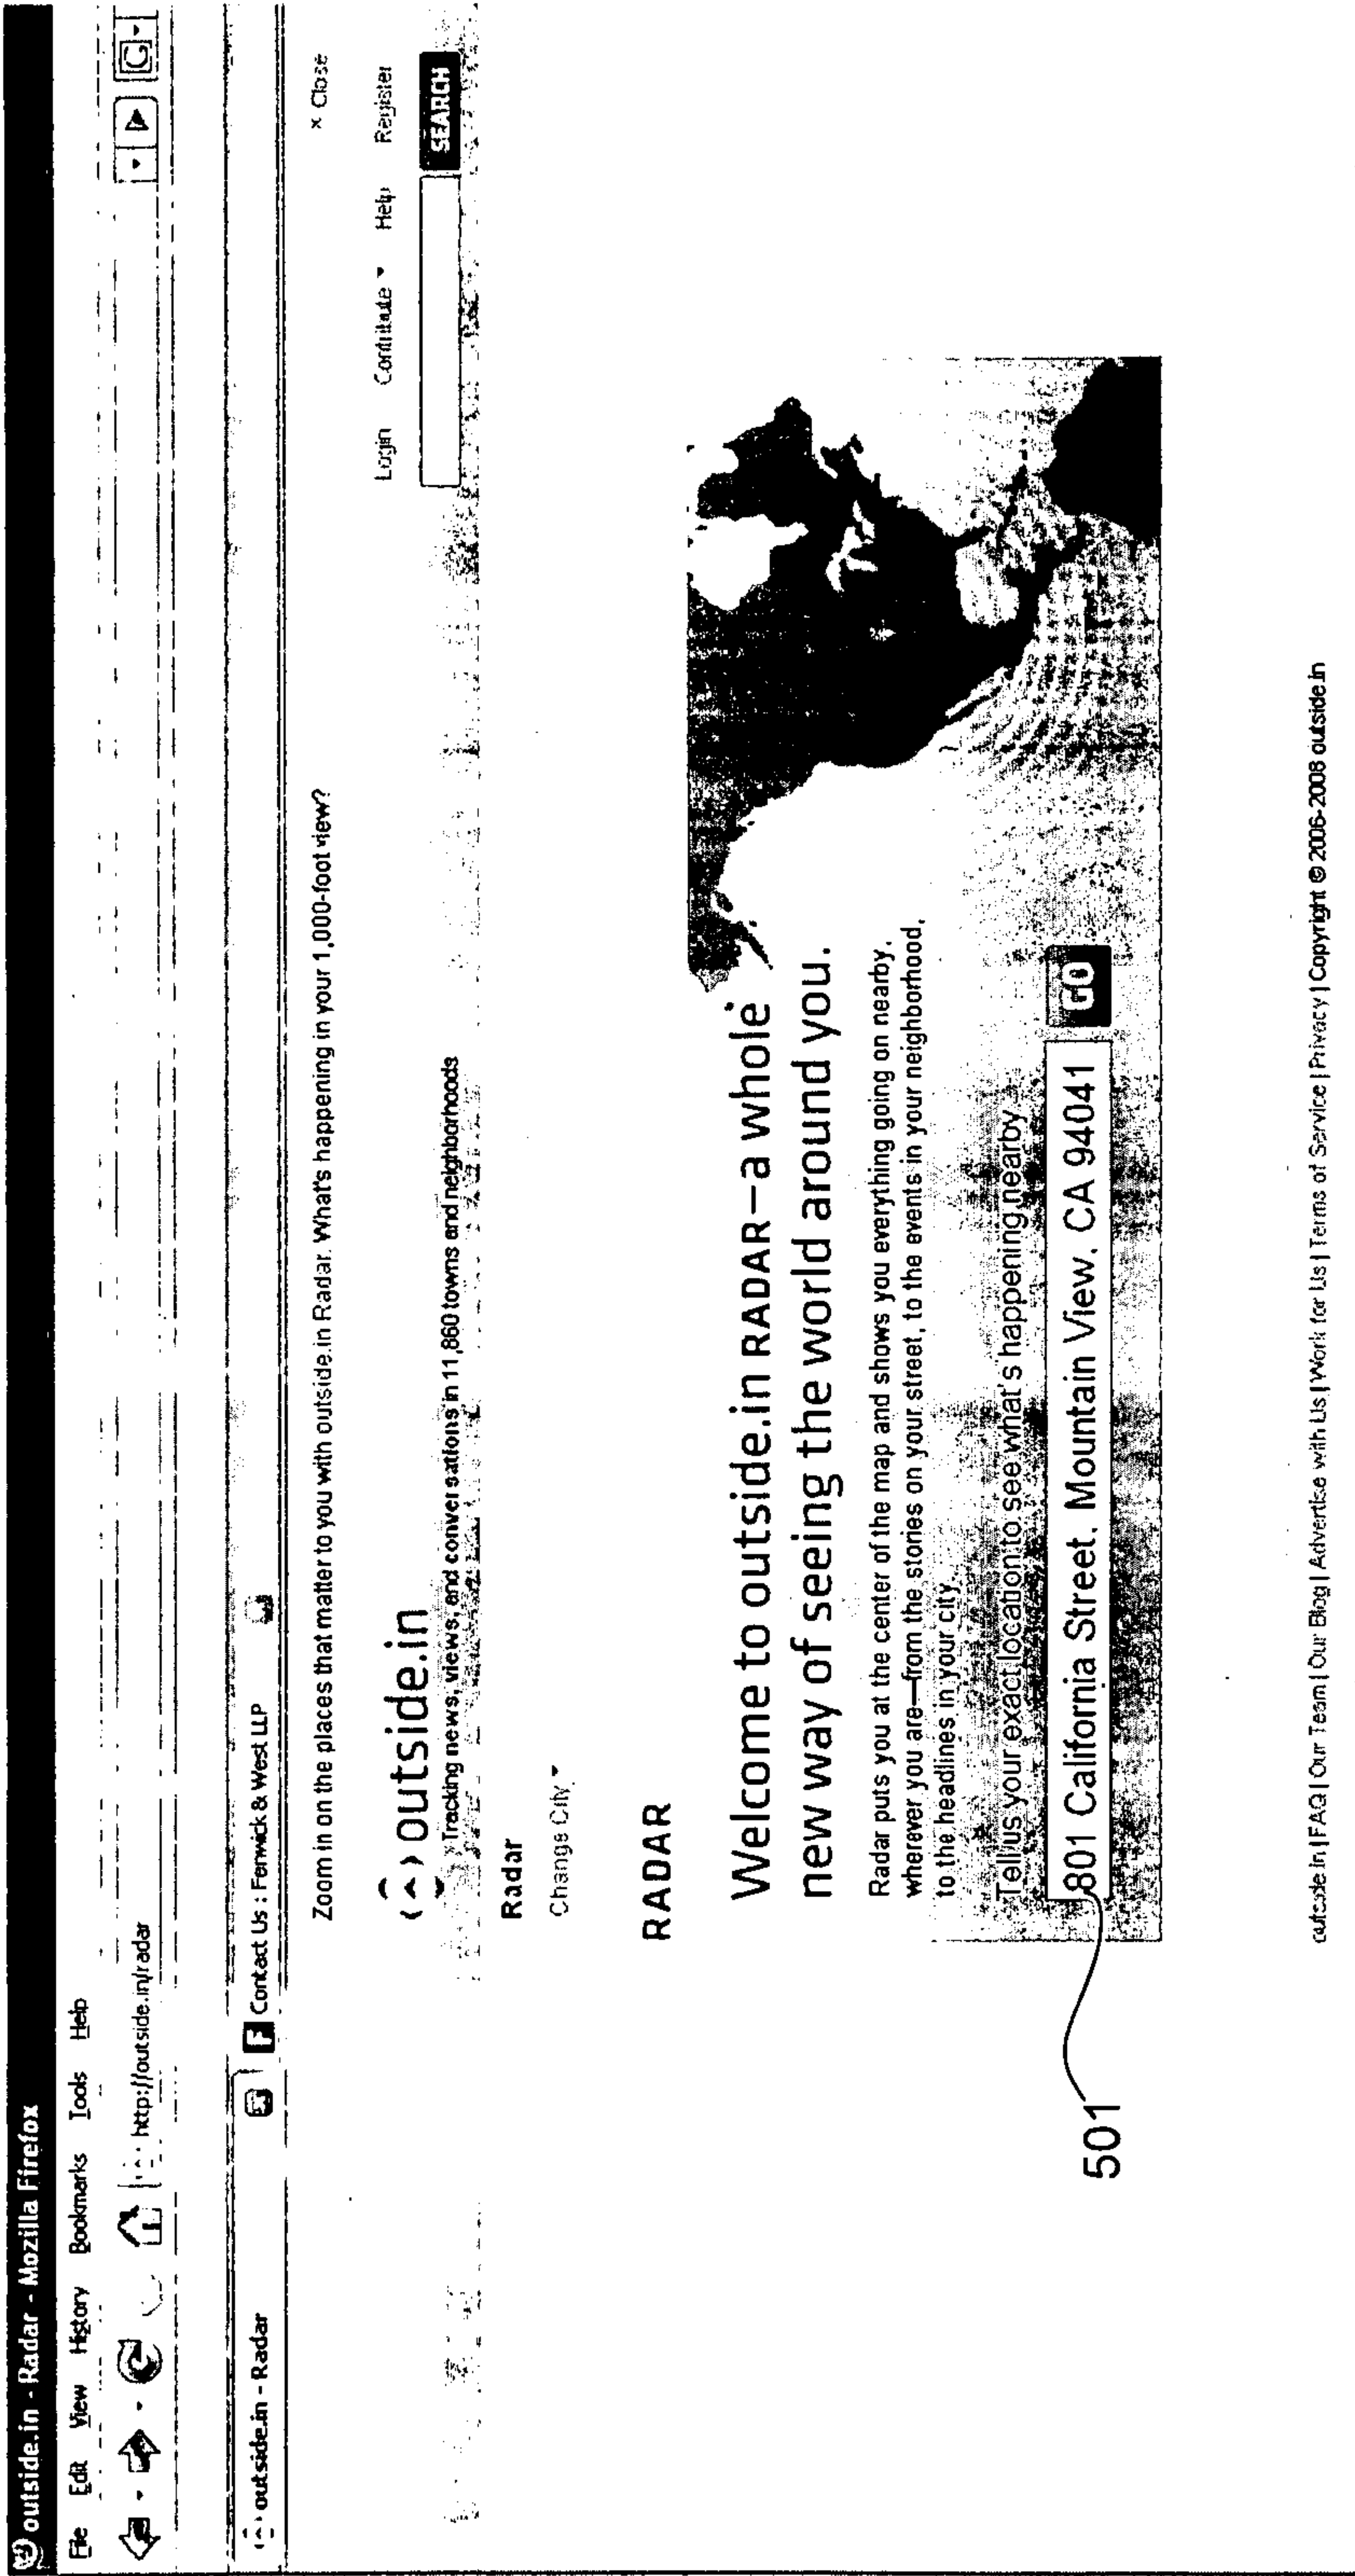 outside.in - Radar - Mozilla Firefox
File Edit View History Bookmarks Tools Help
http://outside.in/radar
outside.in - Radar
Contact Us : Fenwick & West LLP
Zoom in on the places that matter to you with outside.in Radar. What's happening in your 1,000-foot view?
× Close
outside.in
Login Contribute Help Register
Tracking news, views, and conversations in 11,860 towns and neighborhoods
SEARCH
Radar
Change City
RADAR
Welcome to outside.in RADAR—a whole
new way of seeing the world around you.
Radar puts you at the center of the map and shows you everything going on nearby,
wherever you are—from the stories on your street, to the events in your neighborhood,
to the headlines in your city.
Tell us your exact location to see what's happening nearby
801 California Street, Mountain View, CA 94041
GO
501
outside.in | FAQ | Our Team | Our Blog | Advertise with Us | Work for Us | Terms of Service | Privacy | Copyright © 2006-2008 outside.in